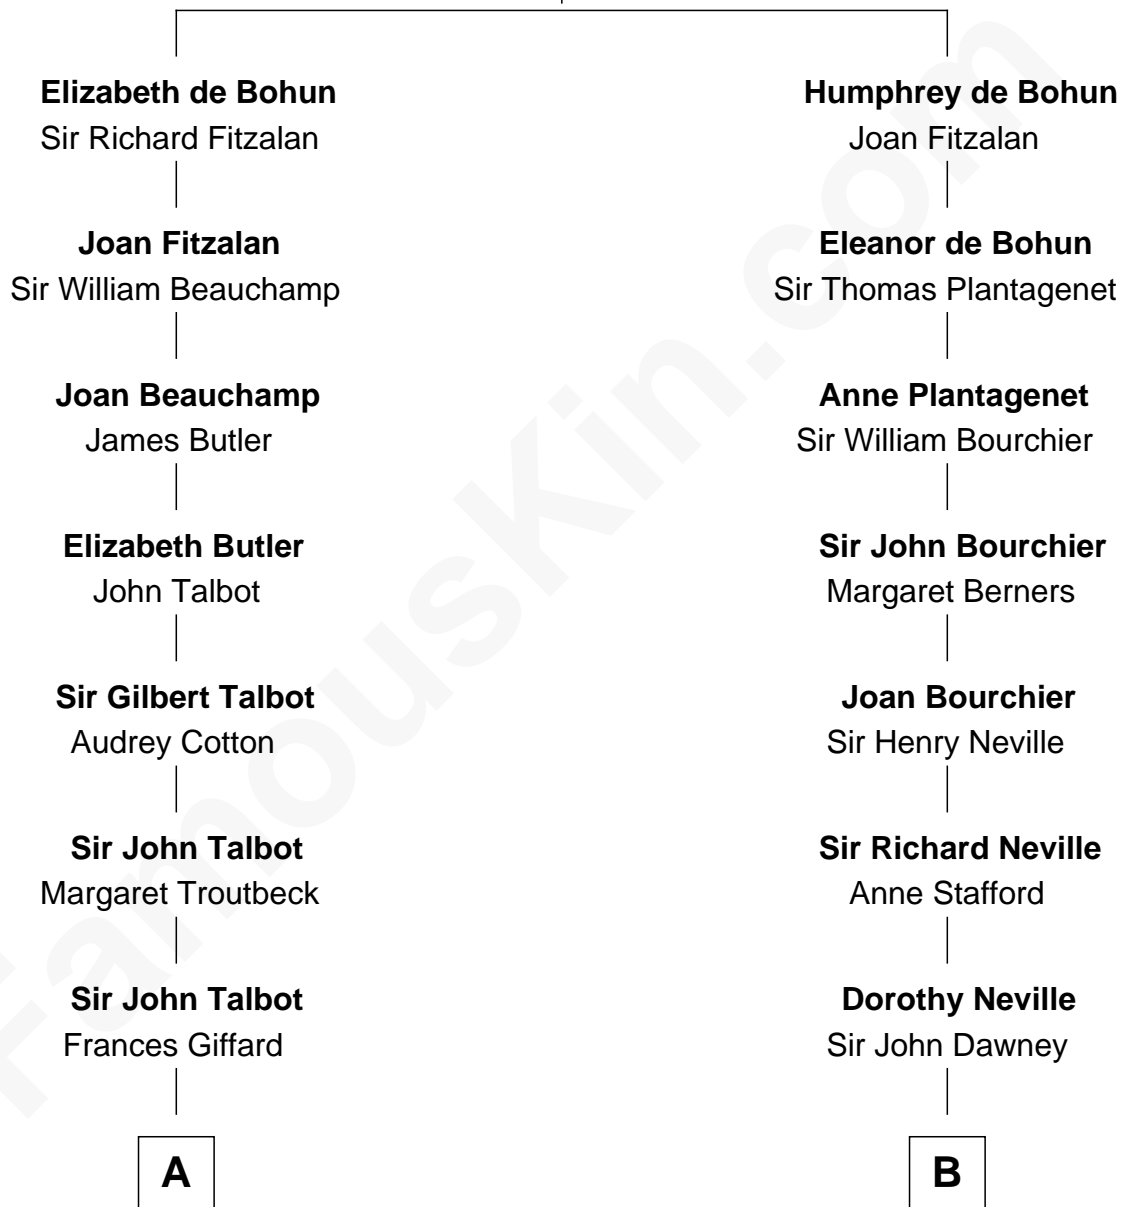 Elizabeth de Bohun
Sir Richard Fitzalan
Joan Fitzalan
Sir William Beauchamp
Joan Beauchamp
James Butler
Elizabeth Butler
John Talbot
Sir Gilbert Talbot
Audrey Cotton
Sir John Talbot
Margaret Troutbeck
Sir John Talbot
Frances Giffard
A
Humphrey de Bohun
Joan Fitzalan
Eleanor de Bohun
Sir Thomas Plantagenet
Anne Plantagenet
Sir William Bourchier
Sir John Bourchier
Margaret Berners
Joan Bourchier
Sir Henry Neville
Sir Richard Neville
Anne Stafford
Dorothy Neville
Sir John Dawney
B
FamousKin.com